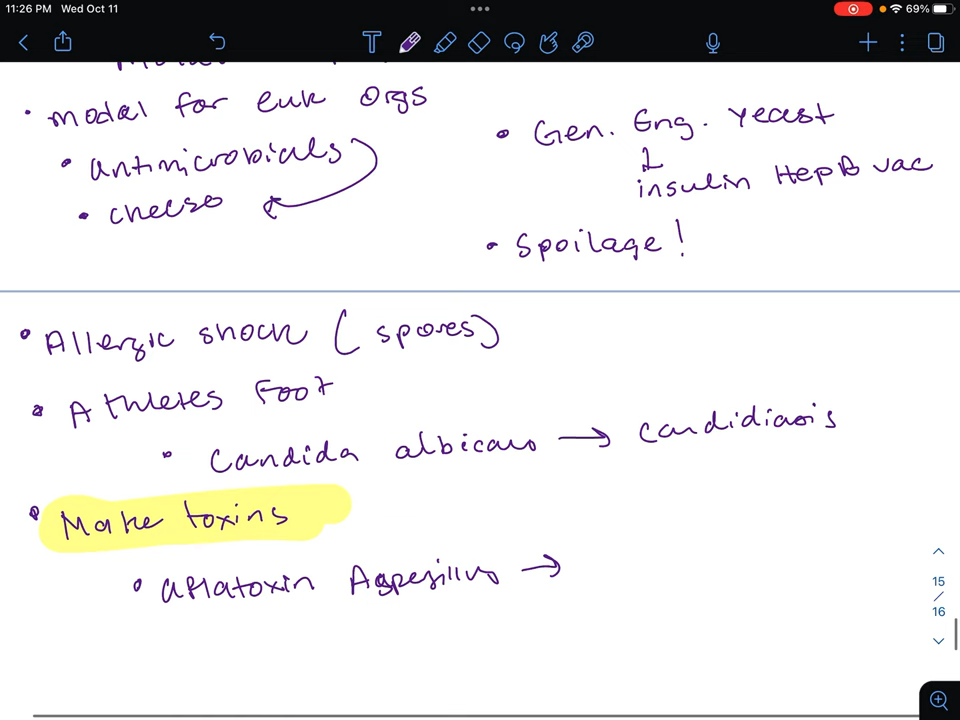 11:26 PM Wed Oct 11
69%
• modal for euk orgs
• antimicrobials
• cheese
• Gen. Eng. yeast
↓
insulin HepB vac
• Spoilage!
• Allergic shock (spores)
• Athletes Foot
• Candida albicans → candidiasis
• Make toxins
• aflatoxin Aspergillus →
15
/
16